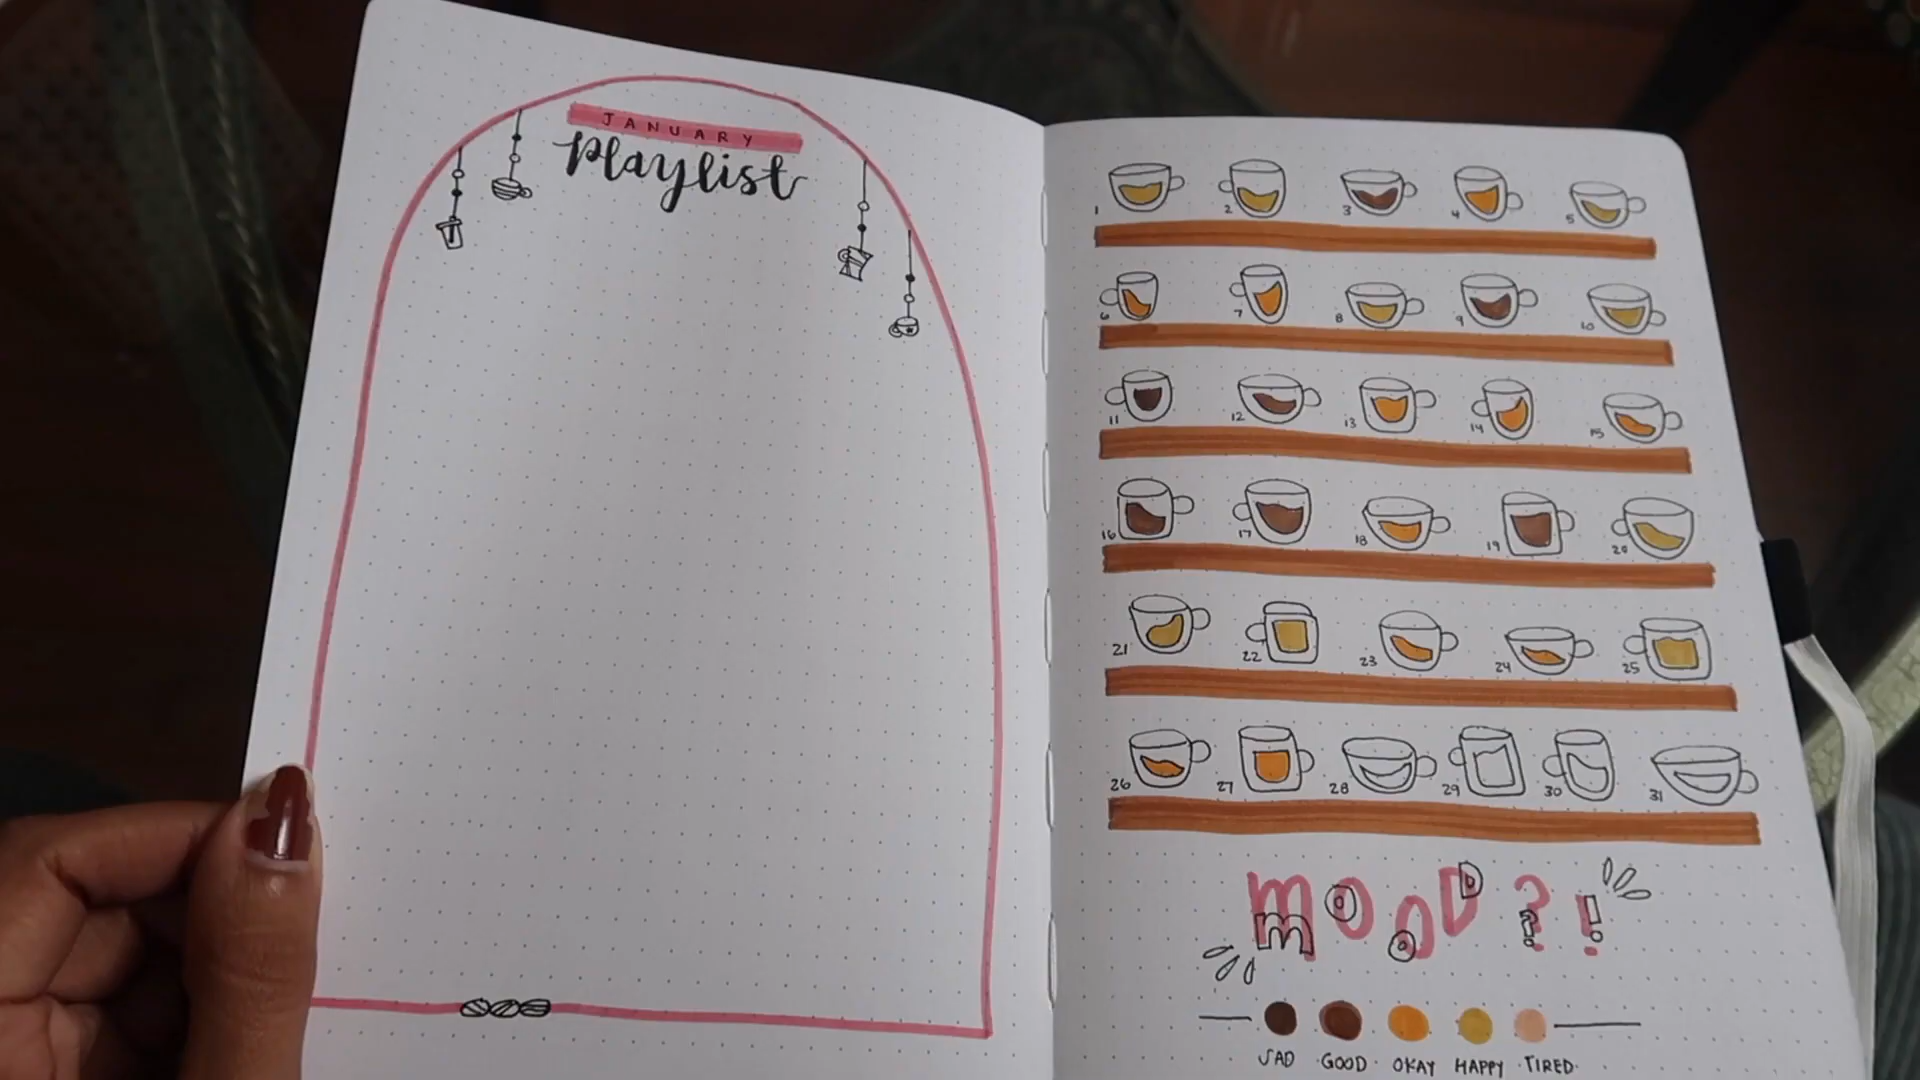 JANUARY
Playlist
1 2 3 4 5
6 7 8 9 10
11 12 13 14 15
16 17 18 19 20
21 22 23 24 25
26 27 28 29 30 31
MOOD?!
SAD GOOD OKAY HAPPY TIRED